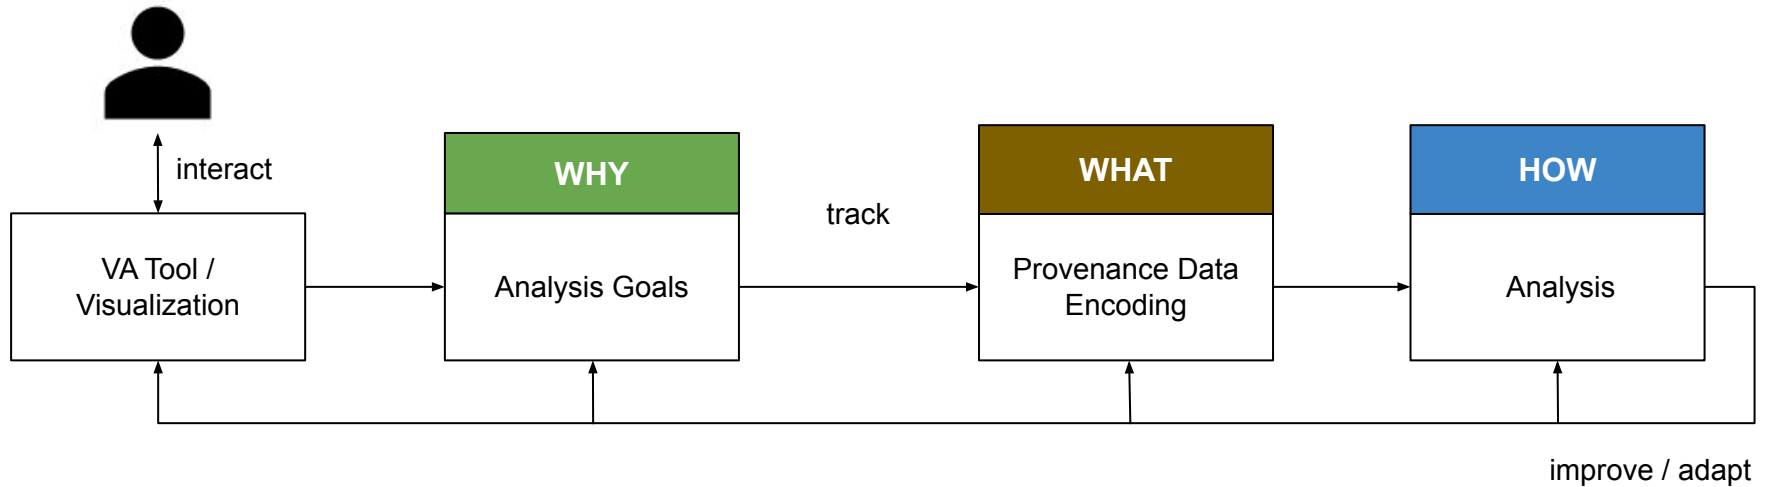 interact
VA Tool /
Visualization
WHY
Analysis Goals
track
WHAT
Provenance Data
Encoding
HOW
Analysis
improve / adapt